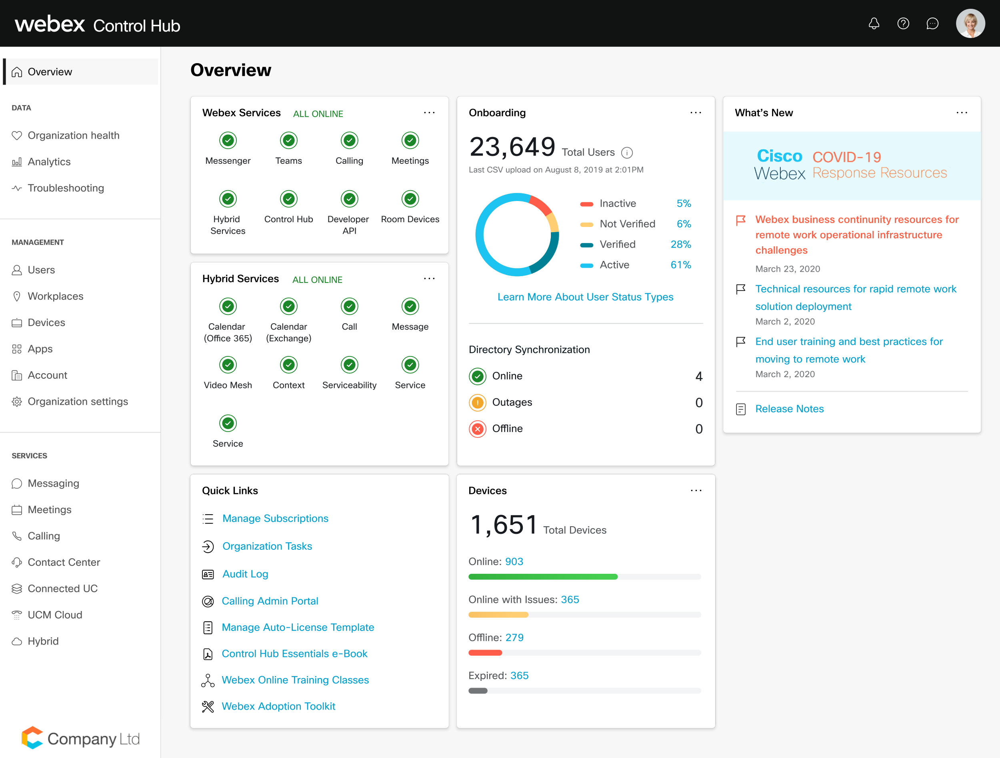 webex Control Hub
Overview
DATA
Organization health
Analytics
Troubleshooting
MANAGEMENT
Users
Workplaces
Devices
Apps
Account
Organization settings
SERVICES
Messaging
Meetings
Calling
Contact Center
Connected UC
UCM Cloud
Hybrid
Company Ltd
Overview
Webex Services ALL ONLINE
Messenger Teams Calling Meetings
Hybrid Control Hub Developer Room Devices
Services API
Hybrid Services ALL ONLINE
Calendar Calendar Call Message
(Office 365) (Exchange)
Video Mesh Context Serviceability Service
Service
Quick Links
Manage Subscriptions
Organization Tasks
Audit Log
Calling Admin Portal
Manage Auto-License Template
Control Hub Essentials e-Book
Webex Online Training Classes
Webex Adoption Toolkit
Onboarding
23,649 Total Users
Last CSV upload on August 8, 2019 at 2:01PM
Inactive 5%
Not Verified 6%
Verified 28%
Active 61%
Learn More About User Status Types
Directory Synchronization
Online 4
Outages 0
Offline 0
Devices
1,651 Total Devices
Online: 903
Online with Issues: 365
Offline: 279
Expired: 365
What's New
Cisco COVID-19
Webex Response Resources
Webex business continunity resources for
remote work operational infrastructure
challenges
March 23, 2020
Technical resources for rapid remote work
solution deployment
March 2, 2020
End user training and best practices for
moving to remote work
March 2, 2020
Release Notes